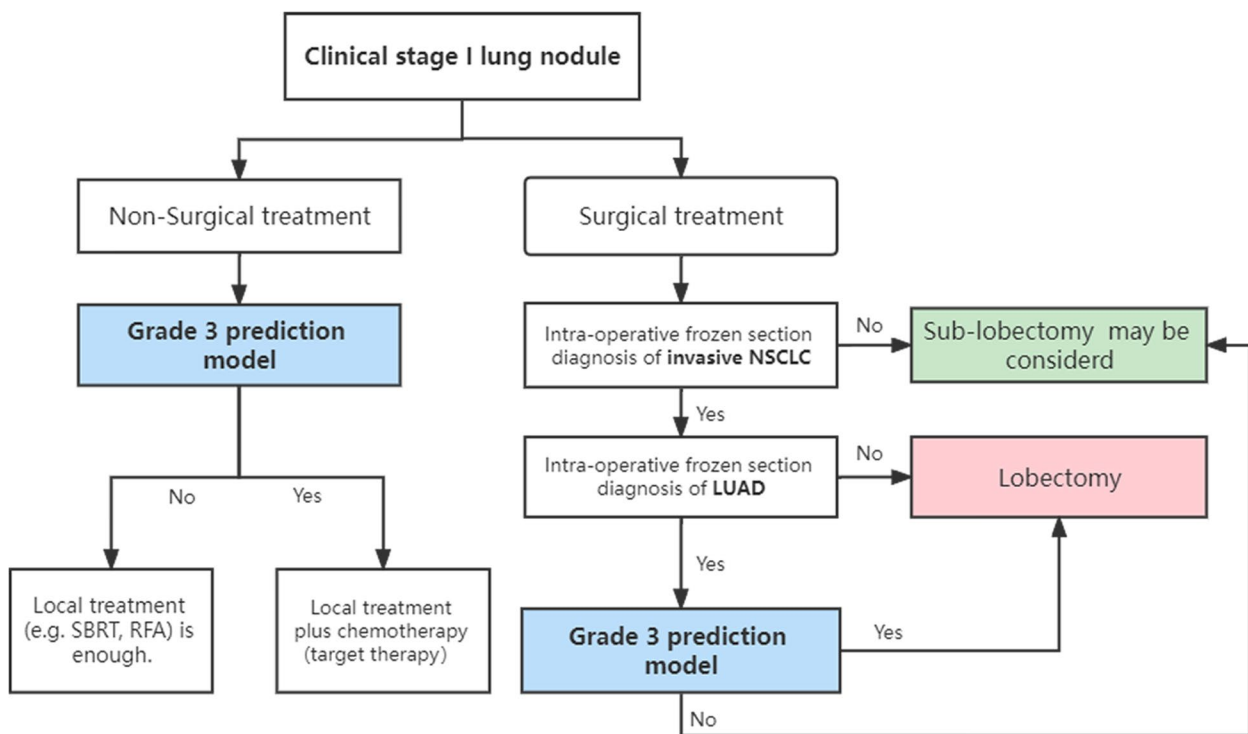 Clinical stage I lung nodule
Non-Surgical treatment
Surgical treatment
Grade 3 prediction
model
Intra-operative frozen section
diagnosis of invasive NSCLC
No
Sub-lobectomy  may be
considerd
Yes
Intra-operative frozen section
diagnosis of LUAD
No
Lobectomy
No
Yes
Yes
Local treatment
(e.g. SBRT, RFA) is
enough.
Local treatment
plus chemotherapy
(target therapy)
Grade 3 prediction
model
Yes
No